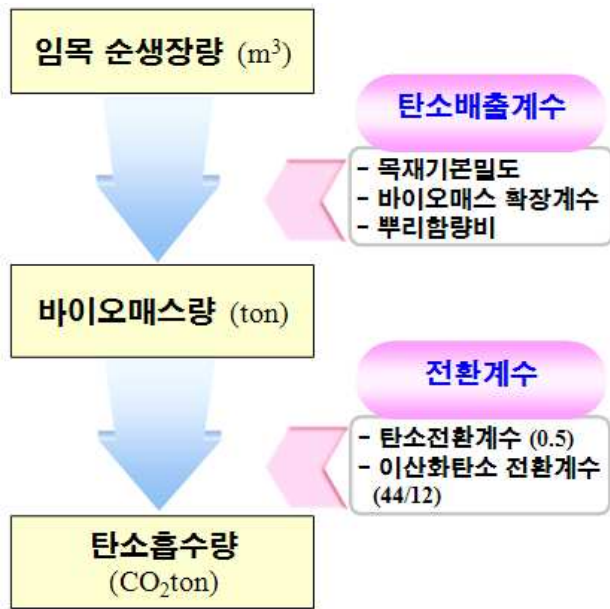 임목 순생장량 (m³)
탄소배출계수
- 목재기본밀도
- 바이오매스 확장계수
- 뿌리함량비
바이오매스량 (ton)
전환계수
- 탄소전환계수 (0.5)
- 이산화탄소 전환계수
(44/12)
탄소흡수량
(CO₂ton)